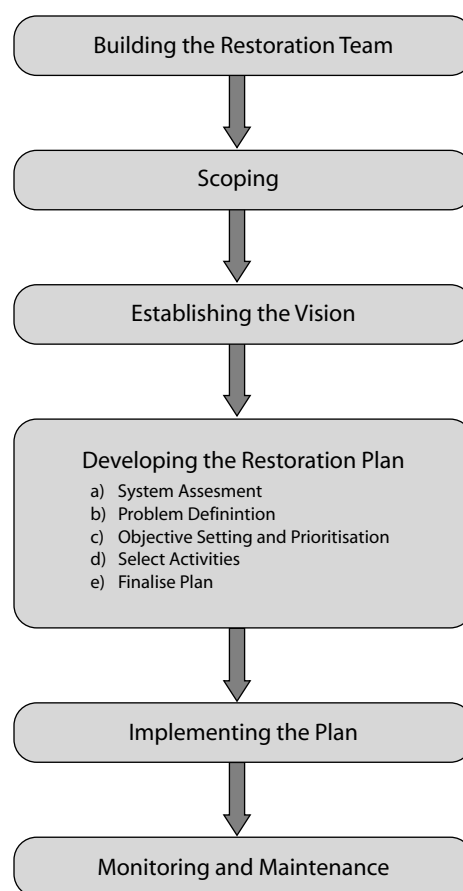 Building the Restoration Team
Scoping
Establishing the Vision
Developing the Restoration Plan
a) System Assesment
b) Problem Definintion
c) Objective Setting and Prioritisation
d) Select Activities
e) Finalise Plan
Implementing the Plan
Monitoring and Maintenance